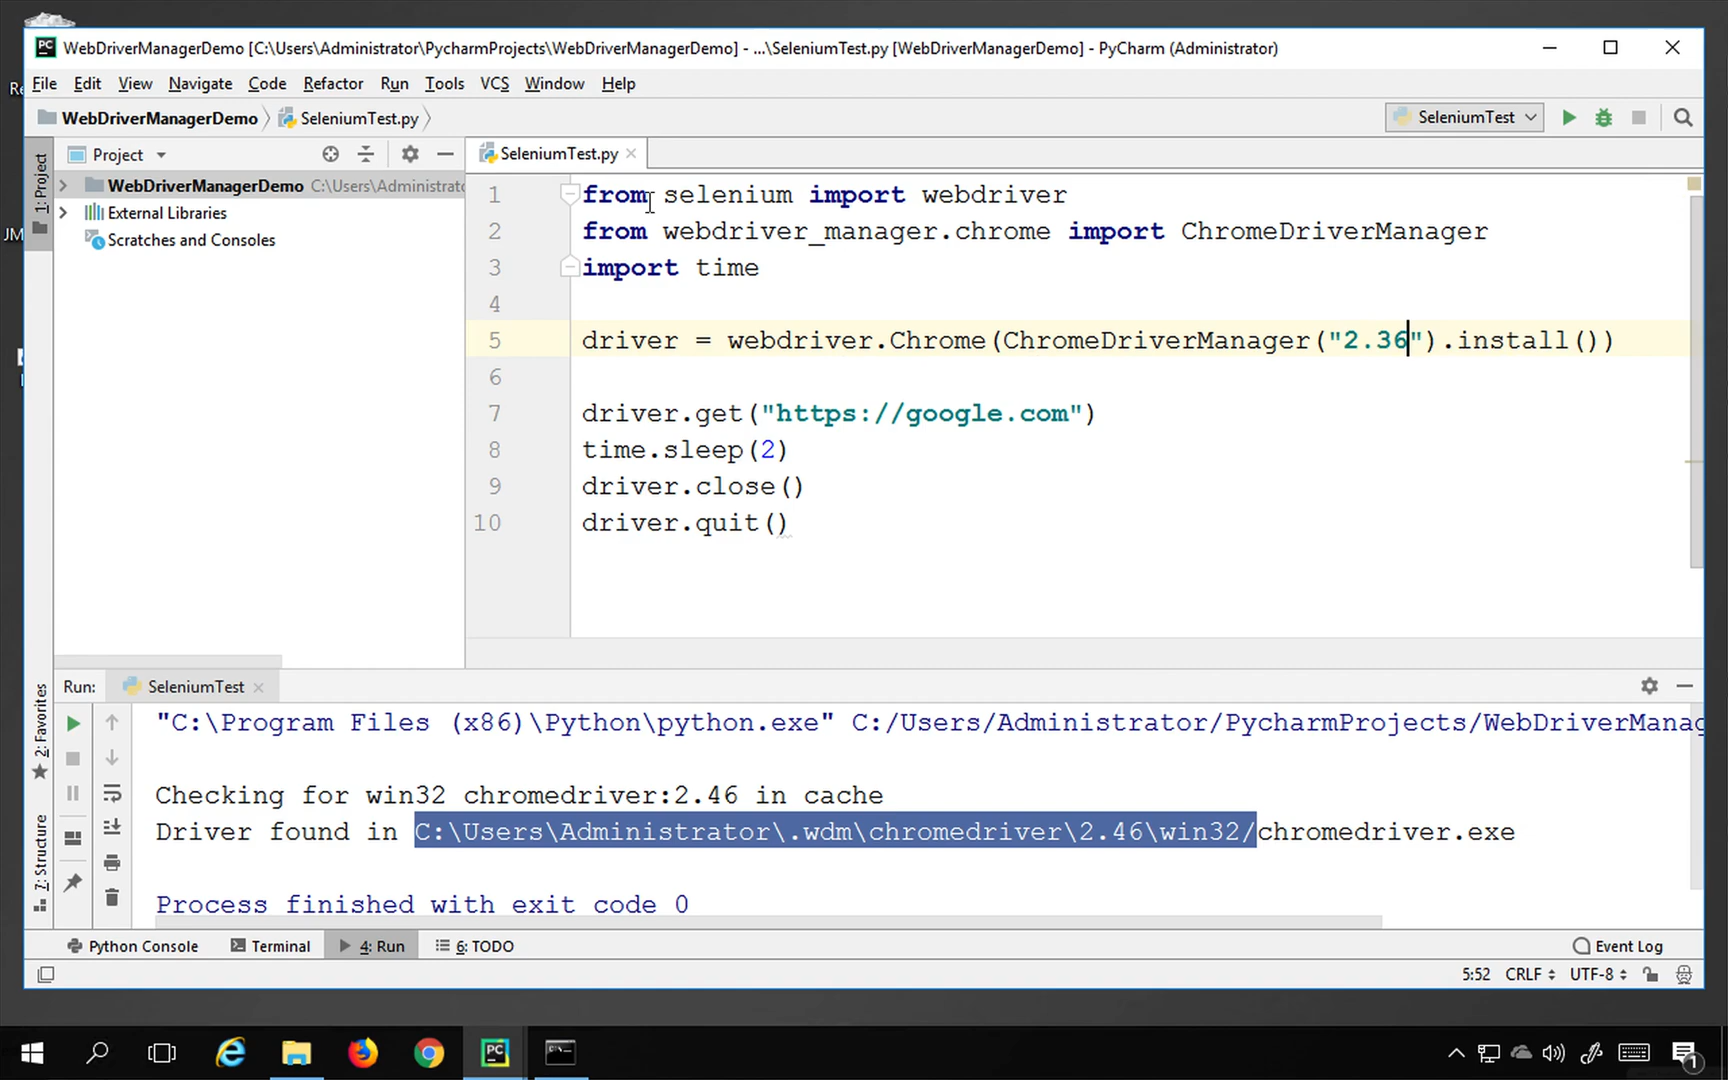 WebDriverManagerDemo [C:\Users\Administrator\PycharmProjects\WebDriverManagerDemo] - ...\SeleniumTest.py [WebDriverManagerDemo] - PyCharm (Administrator)
File Edit View Navigate Code Refactor Run Tools VCS Window Help
WebDriverManagerDemo SeleniumTest.py SeleniumTest
Project SeleniumTest.py
1: Project
WebDriverManagerDemo C:\Users\Administrato
External Libraries
Scratches and Consoles
1 from selenium import webdriver
2 from webdriver_manager.chrome import ChromeDriverManager
3 import time
4
5 driver = webdriver.Chrome(ChromeDriverManager("2.36").install())
6
7 driver.get("https://google.com")
8 time.sleep(2)
9 driver.close()
10 driver.quit()
Run: SeleniumTest
2: Favorites
7: Structure
"C:\Program Files (x86)\Python\python.exe" C:/Users/Administrator/PycharmProjects/WebDriverManag
Checking for win32 chromedriver:2.46 in cache
Driver found in C:\Users\Administrator\.wdm\chromedriver\2.46\win32/chromedriver.exe
Process finished with exit code 0
Python Console Terminal 4: Run 6: TODO Event Log
5:52 CRLF UTF-8
1